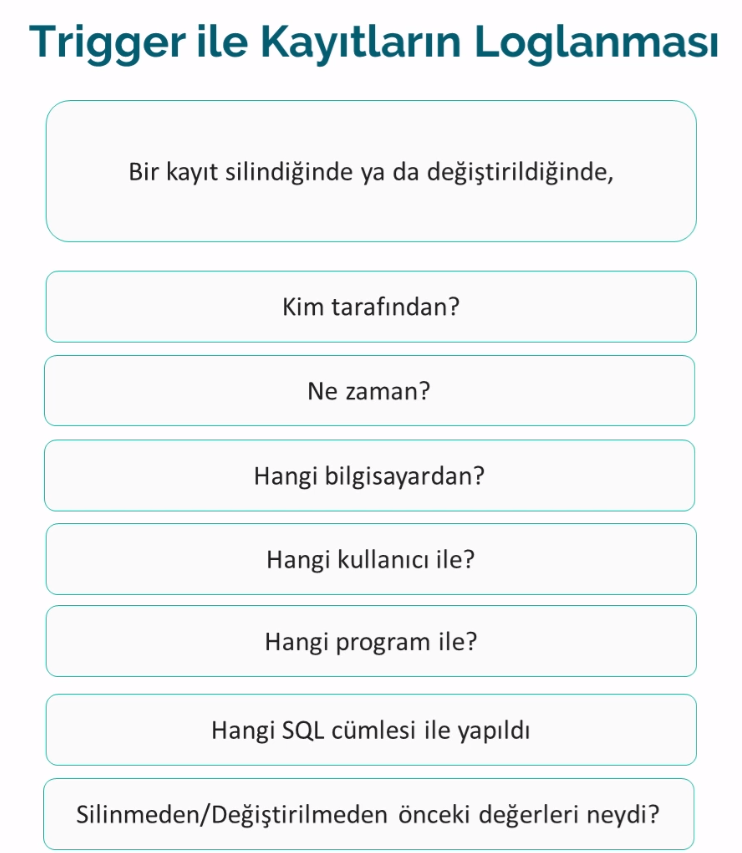 Trigger ile Kayıtların Loglanması
Bir kayıt silindiğinde ya da değiştirildiğinde,
Kim tarafından?
Ne zaman?
Hangi bilgisayardan?
Hangi kullanıcı ile?
Hangi program ile?
Hangi SQL cümlesi ile yapıldı
Silinmeden/Değiştirilmeden önceki değerleri neydi?